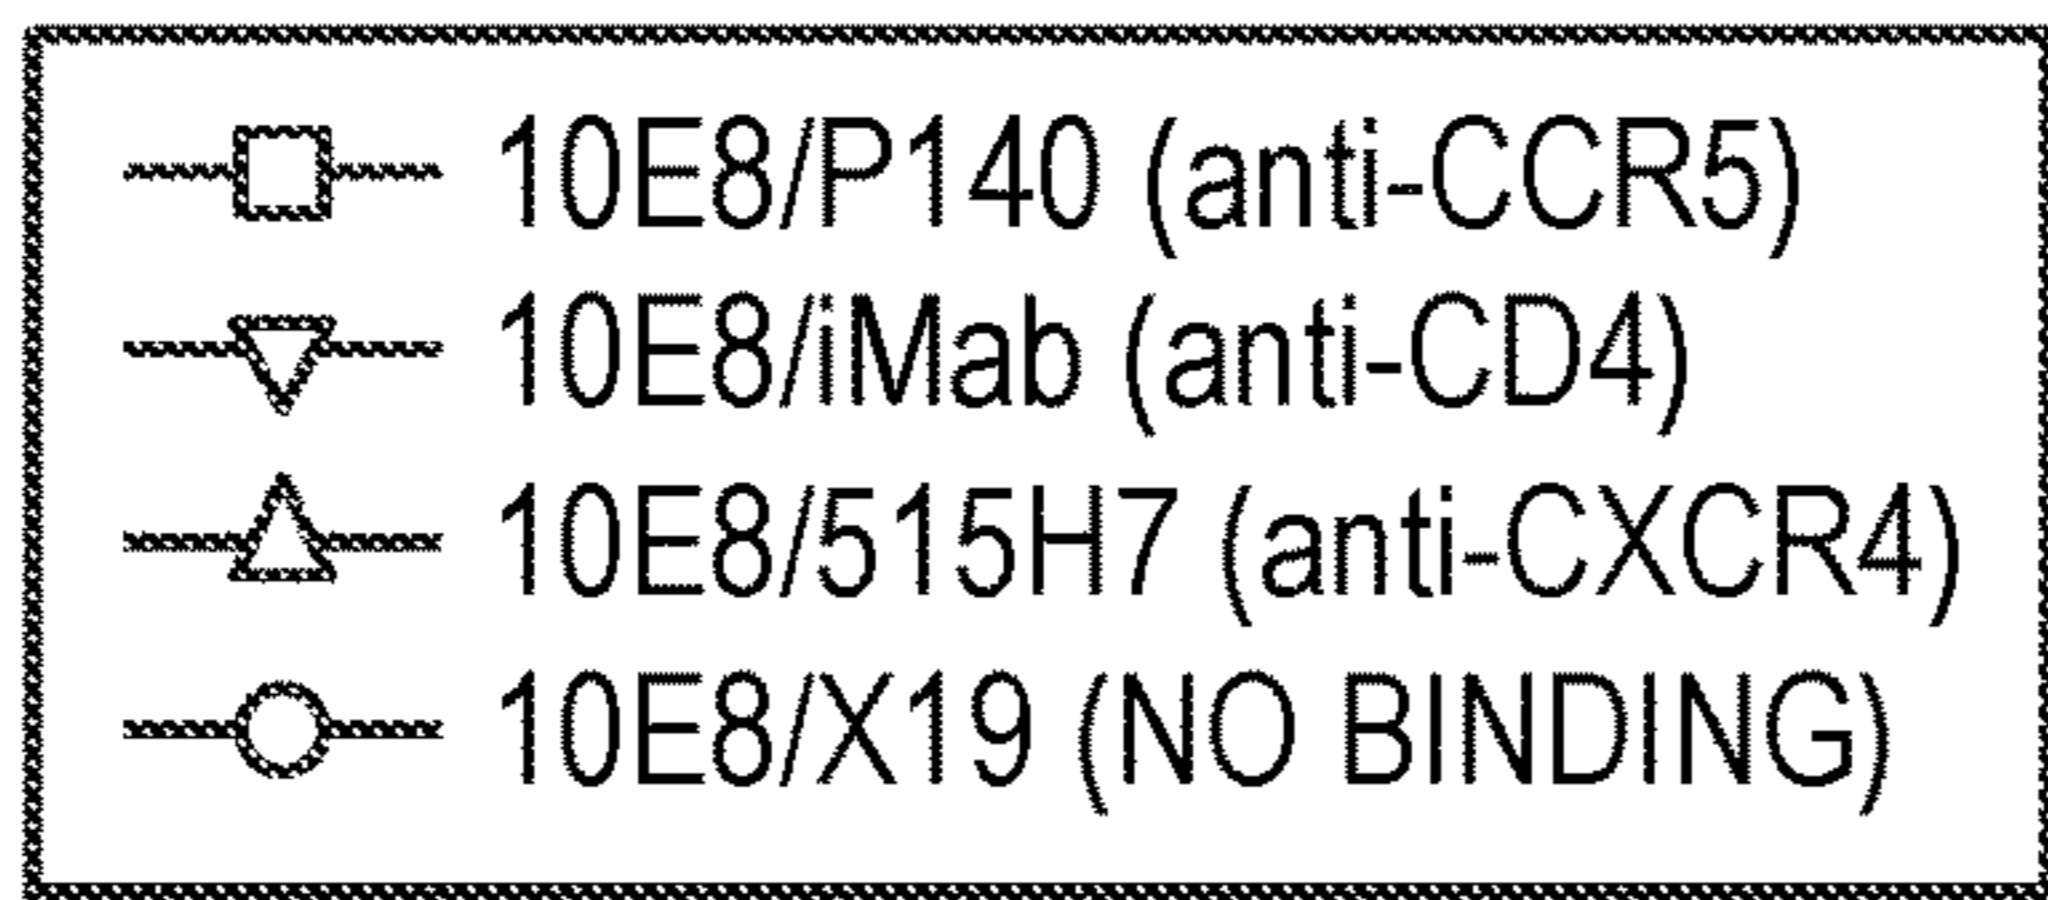 10E8/P140 (anti-CCR5)
10E8/iMab (anti-CD4)
10E8/515H7 (anti-CXCR4)
10E8/X19 (NO BINDING)